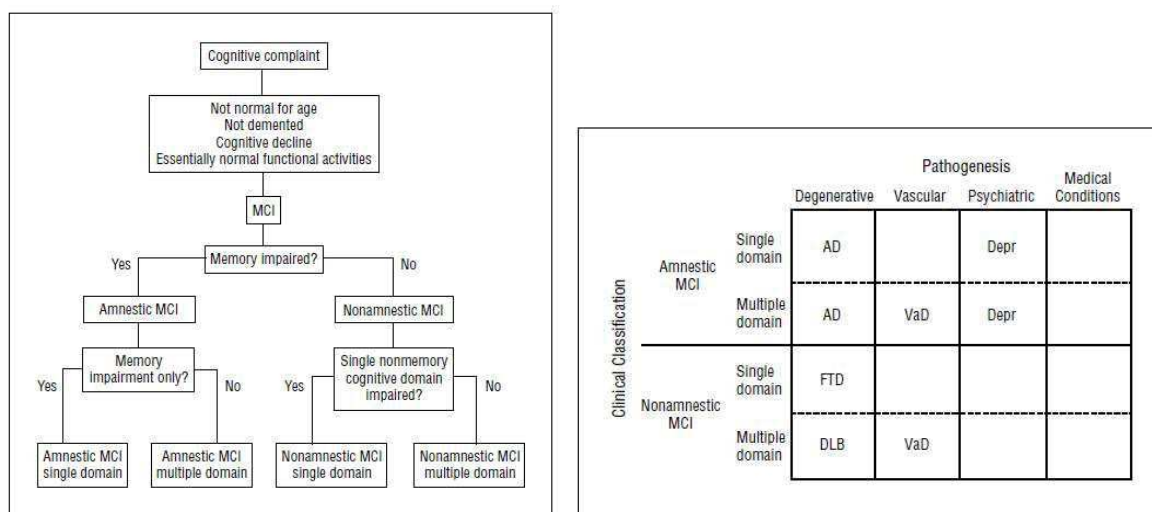 Cognitive complaint
Not normal for age
Not demented
Cognitive decline
Essentially normal functional activities
MCI
Yes
Memory impaired?
No
Amnestic MCI
Nonamnestic MCI
Yes
Memory
impairment only?
No
Yes
Single nonmemory
cognitive domain
impaired?
No
Amnestic MCI
single domain
Amnestic MCI
multiple domain
Nonamnestic MCI
single domain
Nonamnestic MCI
multiple domain
Pathogenesis
Degenerative
Vascular
Psychiatric
Medical
Conditions
Clinical Classification
Amnestic
MCI
Single
domain
AD
Depr
Multiple
domain
AD
VaD
Depr
Nonamnestic
MCI
Single
domain
FTD
Multiple
domain
DLB
VaD